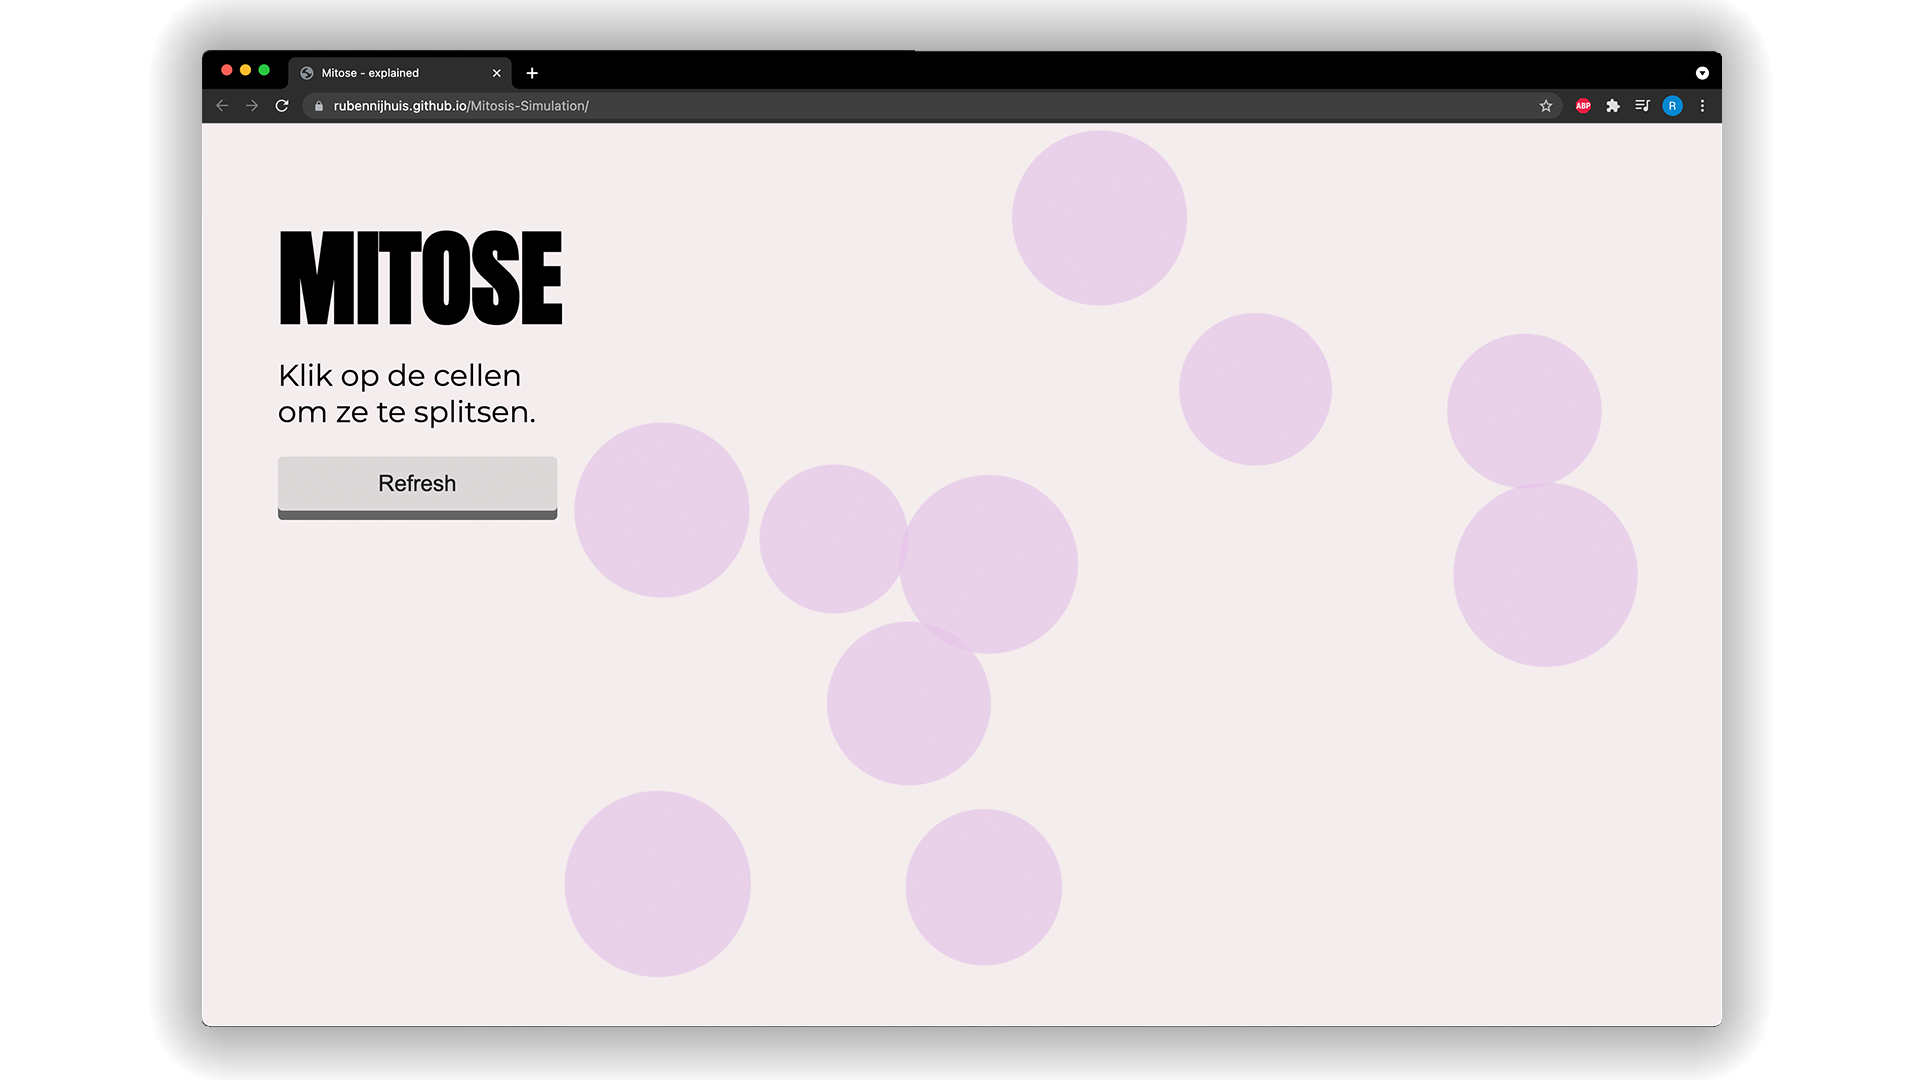 Mitose - explained
rubennijhuis.github.io/Mitosis-Simulation/
ABP
R
MITOSE
Klik op de cellen
om ze te splitsen.
Refresh